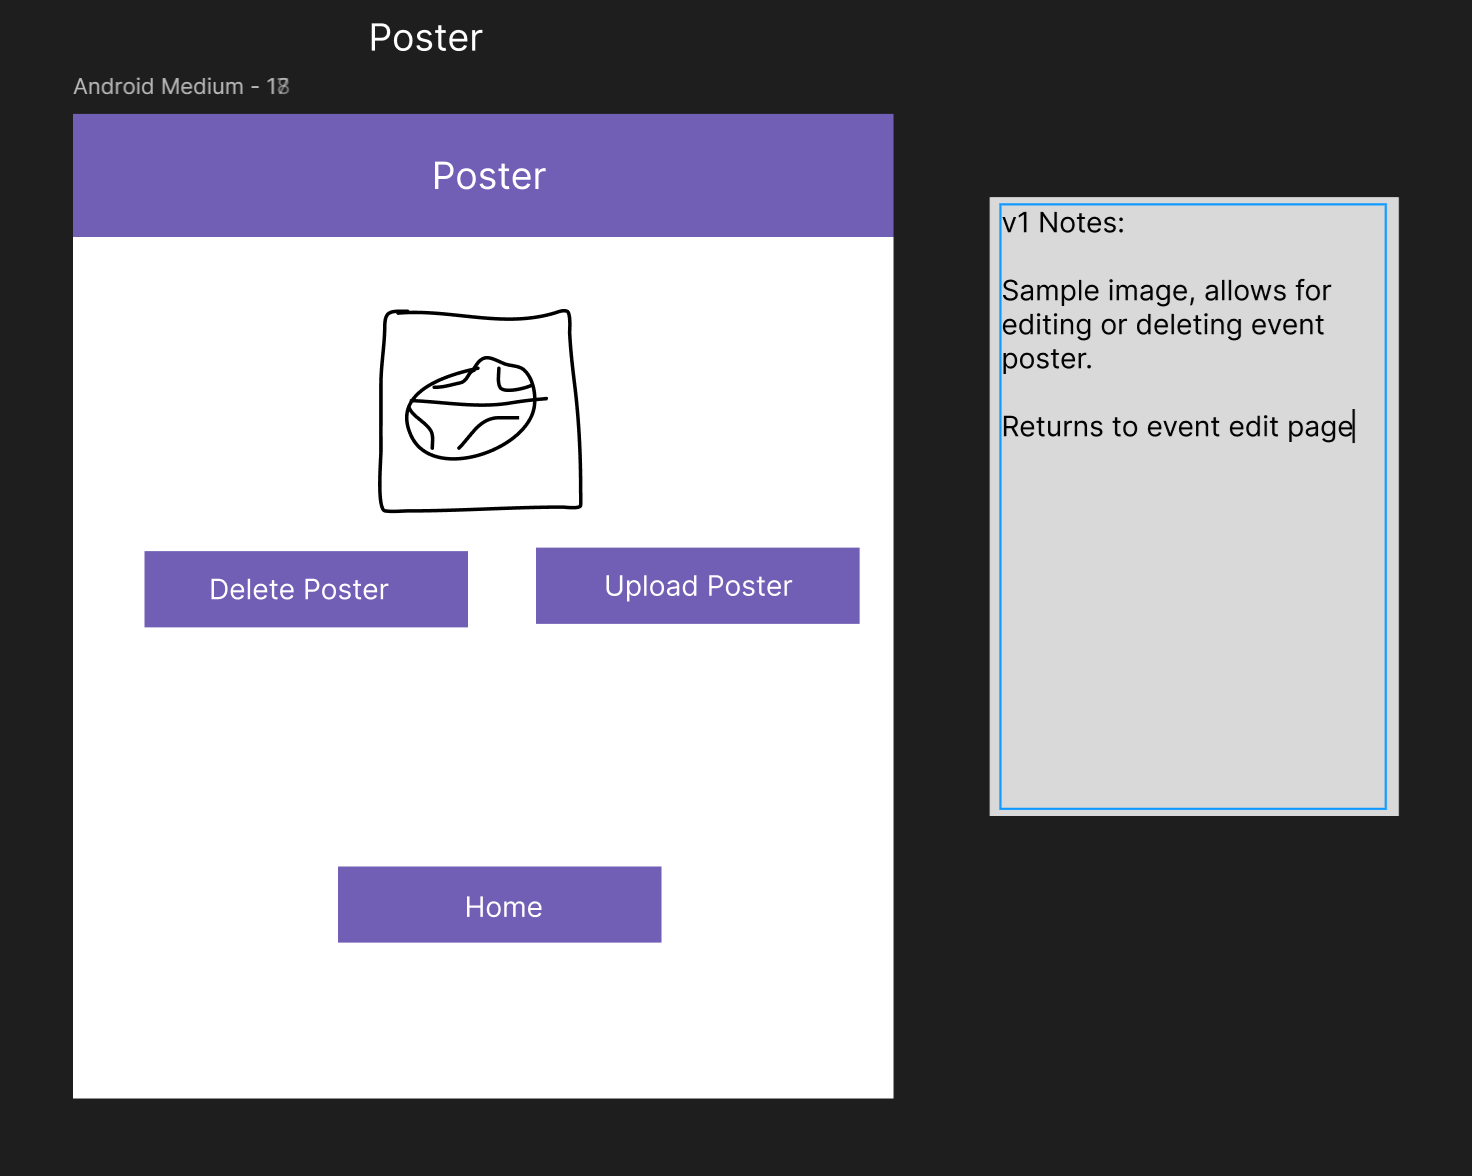 Poster
Android Medium -
Poster
v1 Notes:
Sample image, allows for
editing or deleting event
poster.
Returns to event edit page
Delete Poster
Upload Poster
Home